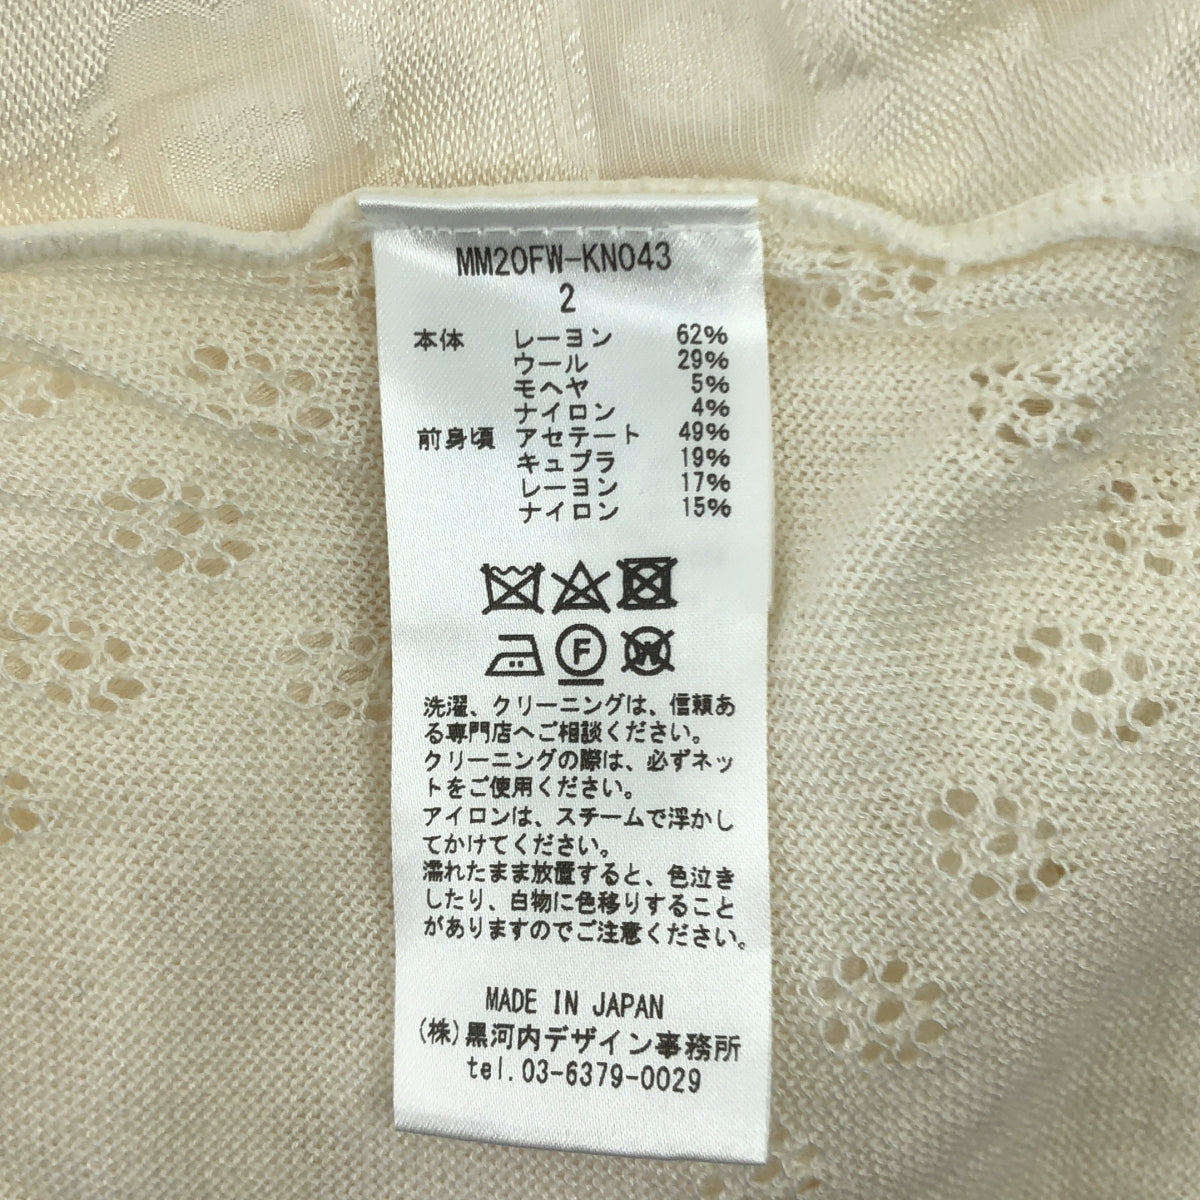 MM20FW-KN043
2
本体 レーヨン 62%
ウール 29%
モヘヤ 5%
ナイロン 4%
前身頃 アセテート 49%
キュプラ 19%
レーヨン 17%
ナイロン 15%
F W
洗濯、クリーニングは、信頼あ
る専門店へご相談ください。
クリーニングの際は、必ずネッ
トをご使用ください。
アイロンは、スチームで浮かし
てかけてください。
濡れたまま放置すると、色泣き
したり、白物に色移りすること
がありますのでご注意ください。
MADE IN JAPAN
(株)黒河内デザイン事務所
tel.03-6379-0029